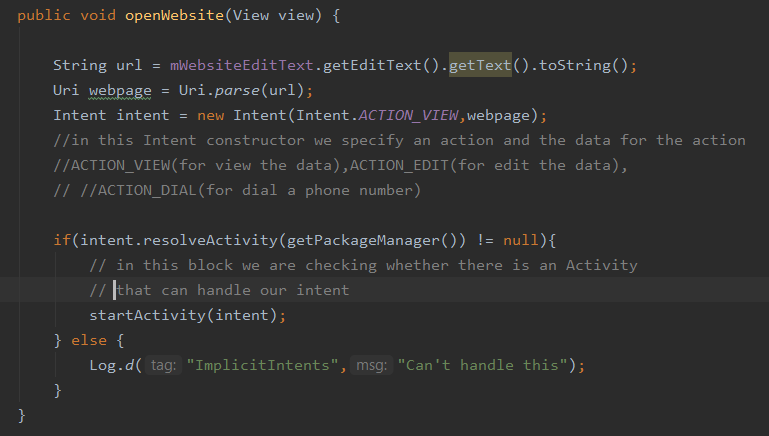 public void openWebsite(View view) {
String url = mWebsiteEditText.getEditText().getText().toString();
Uri webpage = Uri.parse(url);
Intent intent = new Intent(Intent.ACTION_VIEW,webpage);
//in this Intent constructor we specify an action and the data for the action
//ACTION_VIEW(for view the data),ACTION_EDIT(for edit the data),
// //ACTION_DIAL(for dial a phone number)
if(intent.resolveActivity(getPackageManager()) != null){
// in this block we are checking whether there is an Activity
// that can handle our intent
startActivity(intent);
} else {
Log.d( tag: "ImplicitIntents", msg: "Can't handle this");
}
}